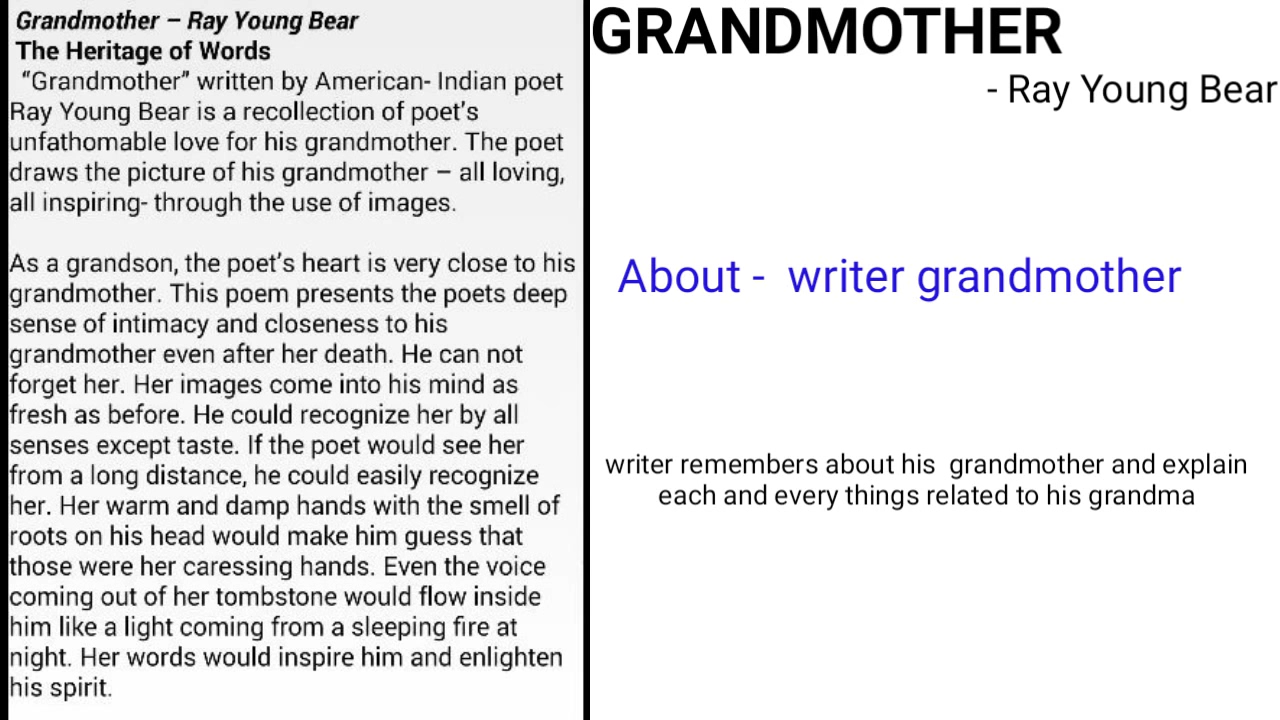 Grandmother – Ray Young Bear
The Heritage of Words
“Grandmother” written by American- Indian poet
Ray Young Bear is a recollection of poet’s
unfathomable love for his grandmother. The poet
draws the picture of his grandmother – all loving,
all inspiring- through the use of images.
As a grandson, the poet’s heart is very close to his
grandmother. This poem presents the poets deep
sense of intimacy and closeness to his
grandmother even after her death. He can not
forget her. Her images come into his mind as
fresh as before. He could recognize her by all
senses except taste. If the poet would see her
from a long distance, he could easily recognize
her. Her warm and damp hands with the smell of
roots on his head would make him guess that
those were her caressing hands. Even the voice
coming out of her tombstone would flow inside
him like a light coming from a sleeping fire at
night. Her words would inspire him and enlighten
his spirit.
GRANDMOTHER
- Ray Young Bear
About - writer grandmother
writer remembers about his grandmother and explain
each and every things related to his grandma